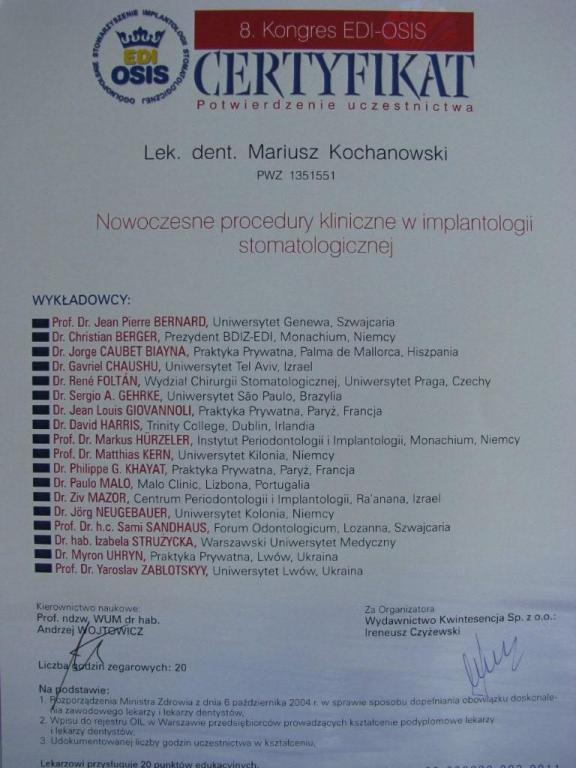 OGÓLNOPOLSKIE STOWARZYSZENIE IMPLANTOLOGII STOMATOLOGICZNEJ
EDI
OSIS
8. Kongres EDI-OSIS
CERTYFIKAT
Potwierdzenie uczestnictwa
Lek. dent. Mariusz Kochanowski
PWZ 1351551
Nowoczesne procedury kliniczne w implantologii
stomatologicznej
WYKŁADOWCY:
Prof. Dr. Jean Pierre BERNARD, Uniwersytet Genewa, Szwajcaria
Dr. Christian BERGER, Prezydent BDIZ-EDI, Monachium, Niemcy
Dr. Jorge CAUBET BIAYNA, Praktyka Prywatna, Palma de Mallorca, Hiszpania
Dr. Gavriel CHAUSHU, Uniwersytet Tel Aviv, Izrael
Dr. René FOLTÁN, Wydział Chirurgii Stomatologicznej, Uniwersytet Praga, Czechy
Dr. Sergio A. GEHRKE, Uniwersytet São Paulo, Brazylia
Dr. Jean Louis GIOVANNOLI, Praktyka Prywatna, Paryż, Francja
Dr. David HARRIS, Trinity College, Dublin, Irlandia
Prof. Dr. Markus HÜRZELER, Instytut Periodontologii i Implantologii, Monachium, Niemcy
Prof. Dr. Matthias KERN, Uniwersytet Kilonia, Niemcy
Dr. Philippe G. KHAYAT, Praktyka Prywatna, Paryż, Francja
Dr. Paulo MALO, Malo Clinic, Lizbona, Portugalia
Dr. Ziv MAZOR, Centrum Periodontologii i Implantologii, Ra'anana, Izrael
Dr. Jörg NEUGEBAUER, Uniwersytet Kolonia, Niemcy
Prof. Dr. h.c. Sami SANDHAUS, Forum Odontologicum, Lozanna, Szwajcaria
Dr. hab. Izabela STRUŻYCKA, Warszawski Uniwersytet Medyczny
Dr. Myron UHRYN, Praktyka Prywatna, Lwów, Ukraina
Prof. Dr. Yaroslav ZABLOTSKYY, Uniwersytet Lwów, Ukraina
Kierownictwo naukowe:
Prof. ndzw. WUM dr hab.
Andrzej WOJTOWICZ
Za Organizatora
Wydawnictwo Kwintesencja Sp. z o.o.:
Ireneusz Czyżewski
Liczba godzin zegarowych: 20
Na podstawie:
1. Rozporządzenia Ministra Zdrowia z dnia 6 października 2004 r. w sprawie sposobu dopełniania obowiązku doskonale-
nia zawodowego lekarzy i lekarzy dentystów,
2. Wpisu do rejestru OIL w Warszawie przedsiębiorców prowadzących kształcenie podyplomowe lekarzy
i lekarzy dentystów,
3. Udokumentowanej liczby godzin uczestnictwa w kształceniu,
Lekarzowi przysługuje 20 punktów edukacyjnych.